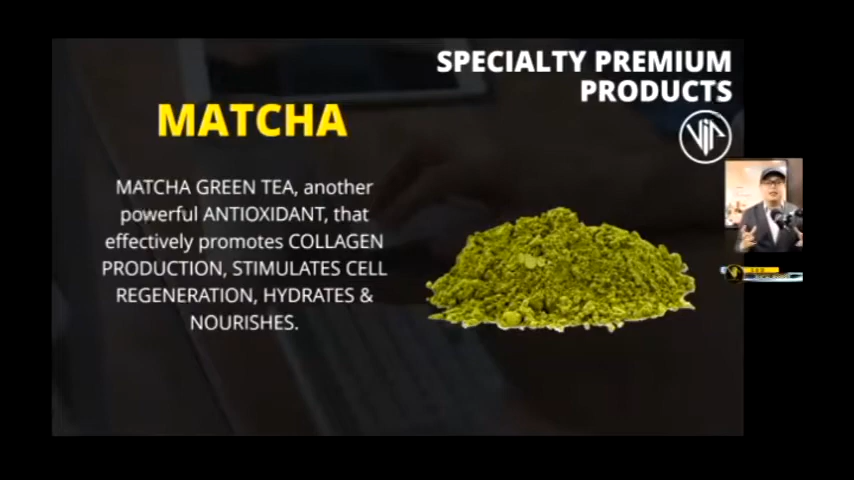 SPECIALTY PREMIUM
PRODUCTS
MATCHA
MATCHA GREEN TEA, another
powerful ANTIOXIDANT, that
effectively promotes COLLAGEN
PRODUCTION, STIMULATES CELL
REGENERATION, HYDRATES &
NOURISHES.